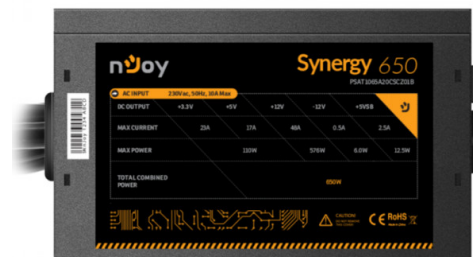 nJoy
Synergy 650
PSAT1065A20CSCZ01B
AC INPUT 230Vac, 50Hz, 10A Max
DC OUTPUT +3.3V +5V +12V -12V +5VSB
MAX CURRENT 23A 17A 48A 0.5A 2.5A
MAX POWER 110W 576W 6.0W 12.5W
TOTAL COMBINED POWER 650W
CAUTION!
CE RoHS